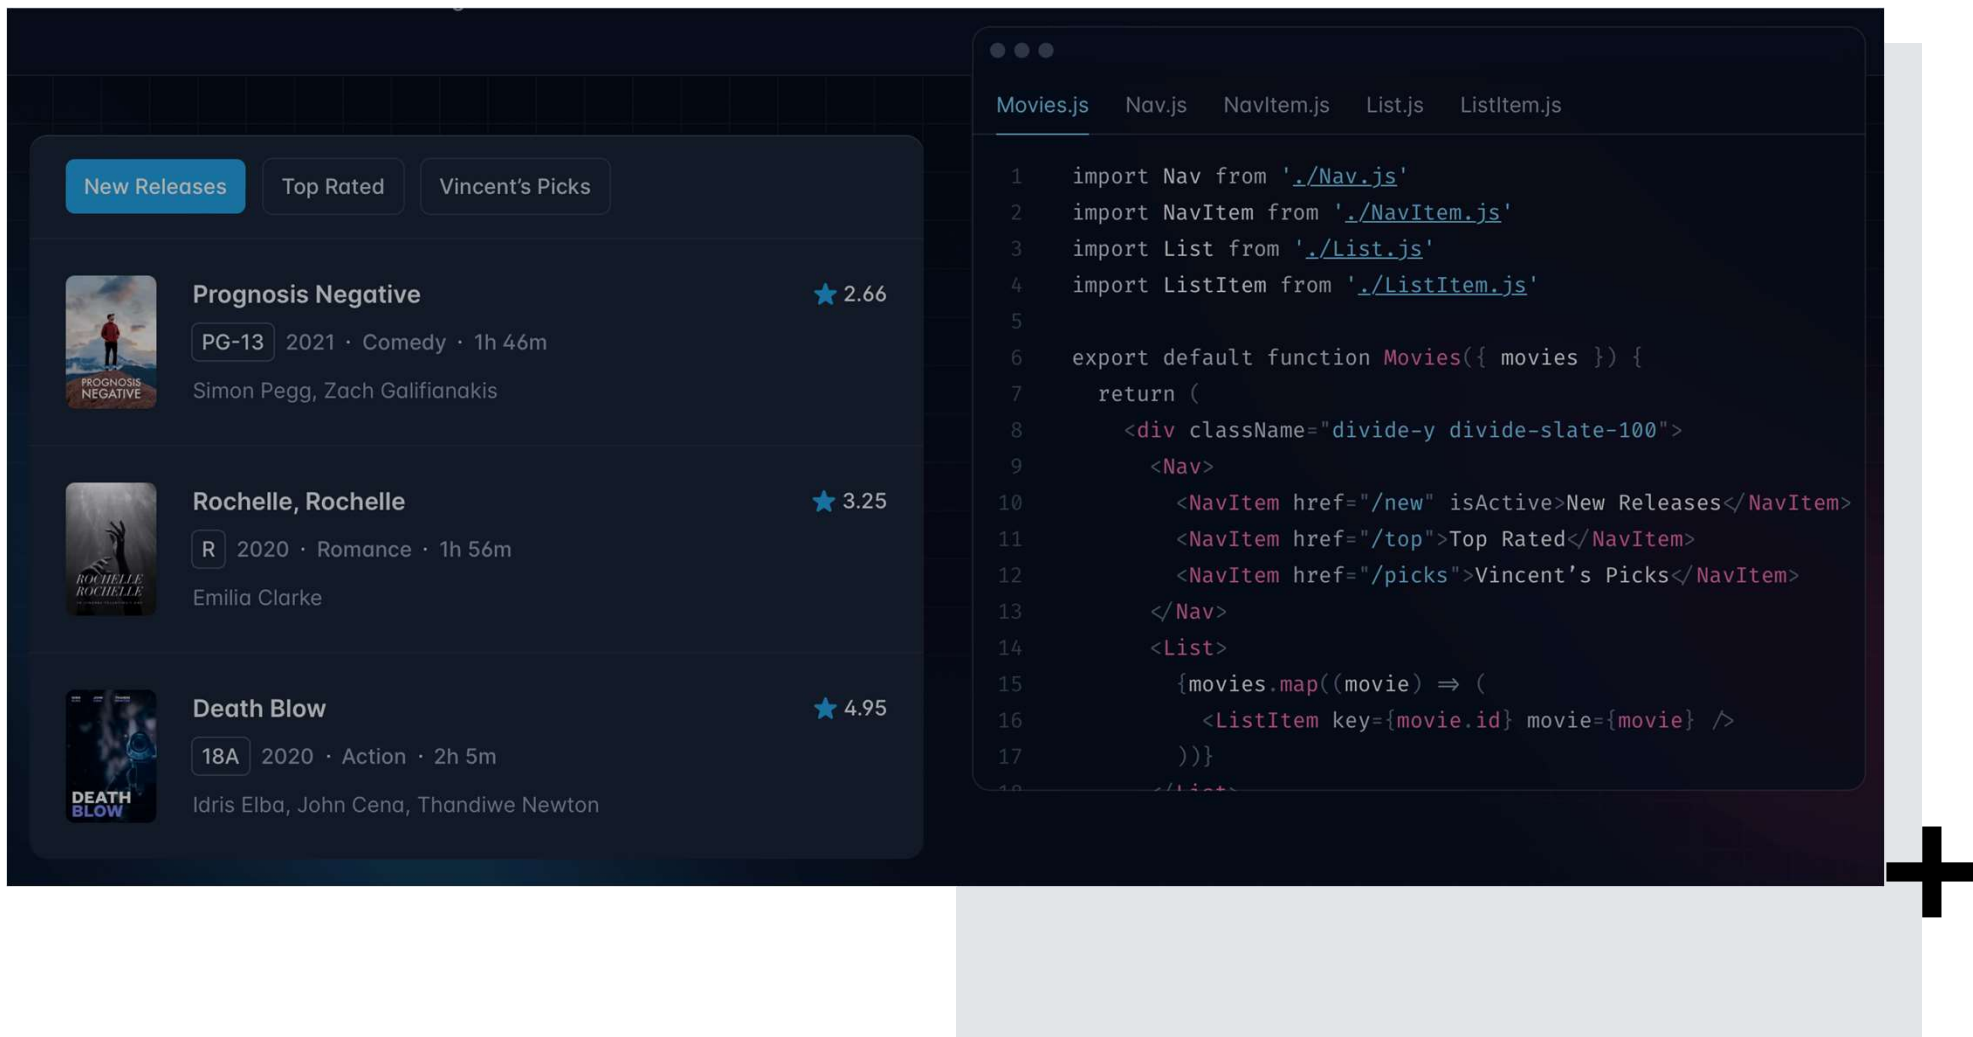 New Releases Top Rated Vincent’s Picks
PROGNOSIS
NEGATIVE
Prognosis Negative 2.66
PG-13 2021 · Comedy · 1h 46m
Simon Pegg, Zach Galifianakis
ROCHELLE
ROCHELLE
Rochelle, Rochelle 3.25
R 2020 · Romance · 1h 56m
Emilia Clarke
DEATH
BLOW
Death Blow 4.95
18A 2020 · Action · 2h 5m
Idris Elba, John Cena, Thandiwe Newton
Movies.js Nav.js NavItem.js List.js ListItem.js
1 import Nav from './Nav.js'
2 import NavItem from './NavItem.js'
3 import List from './List.js'
4 import ListItem from './ListItem.js'
5
6 export default function Movies({ movies }) {
7 return (
8 <div className="divide-y divide-slate-100">
9 <Nav>
10 <NavItem href="/new" isActive>New Releases</NavItem>
11 <NavItem href="/top">Top Rated</NavItem>
12 <NavItem href="/picks">Vincent’s Picks</NavItem>
13 </Nav>
14 <List>
15 {movies.map((movie) => (
16 <ListItem key={movie.id} movie={movie} />
17 ))}
18 </List>